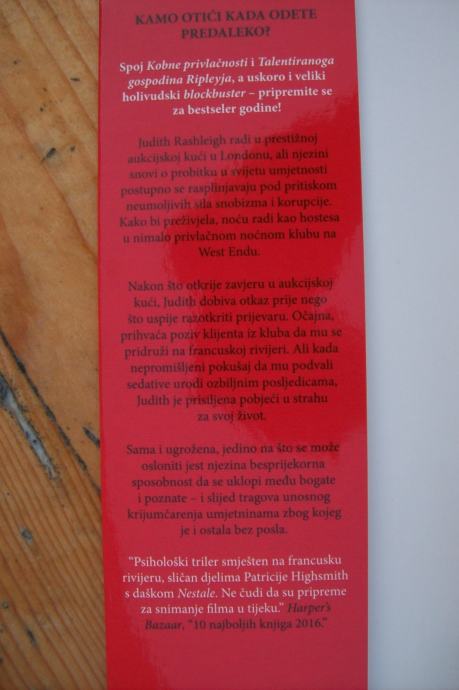 KAMO OTIĆI KADA ODETE
PREDALEKO?
Spoj Kobne privlačnosti i Talentiranoga
gospodina Ripleyja, a uskoro i veliki
holivudski blockbuster – pripremite se
za bestseler godine!
Judith Rashleigh radi u prestižnoj
aukcijskoj kući u Londonu, ali njezini
snovi o probitku u svijetu umjetnosti
postupno se rasplinjavaju pod pritiskom
neumoljivih sila snobizma i korupcije.
Kako bi preživjela, noću radi kao hostesa
u nimalo privlačnom noćnom klubu na
West Endu.
Nakon što otkrije zavjeru u aukcijskoj
kući, Judith dobiva otkaz prije nego
što uspije razotkriti prijevaru. Očajna,
prihvaća poziv klijenta iz kluba da mu se
pridruži na francuskoj rivijeri. Ali kada
nepromišljeni pokušaj da mu podvali
sedative urodi ozbiljnim posljedicama,
Judith je prisiljena pobjeći u strahu
za svoj život.
Sama i ugrožena, jedino na što se može
osloniti jest njezina besprijekorna
sposobnost da se uklopi među bogate
i poznate – i slijed tragova unosnog
krijumčarenja umjetninama zbog kojeg
je i ostala bez posla.
“Psihološki triler smješten na francusku
rivijeru, sličan djelima Patricije Highsmith
s daškom Nestale. Ne čudi da su pripreme
za snimanje filma u tijeku.” Harper's
Bazaar, “10 najboljih knjiga 2016.”